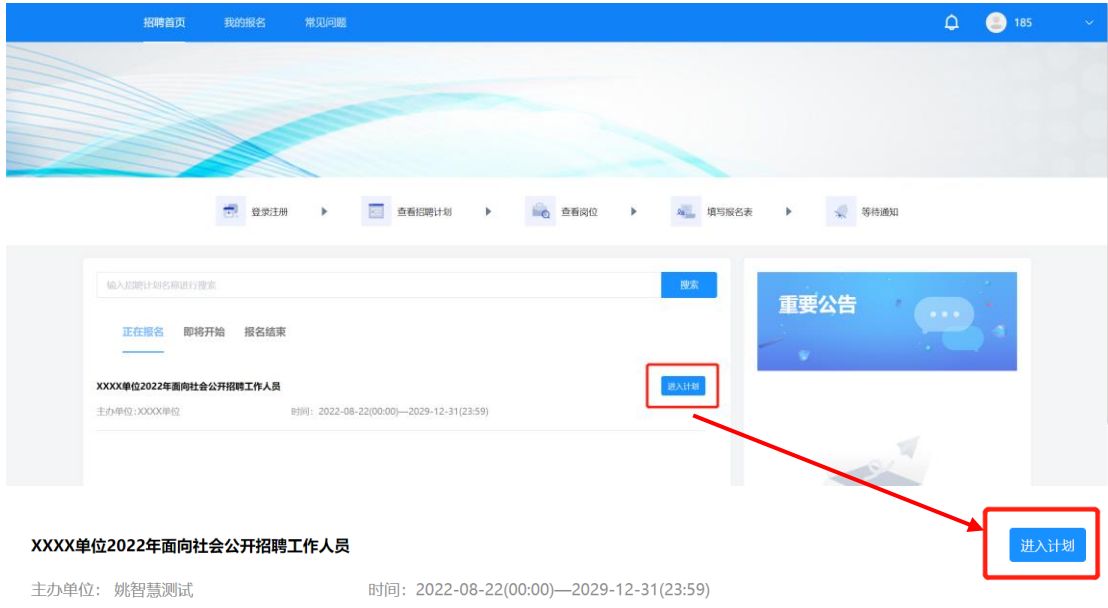 招聘首页 我的报名 常见问题 185
登录注册 查看招聘计划 查看岗位 填写报名表 等待通知
输入招聘计划名称进行搜索 搜索
重要公告
正在报名 即将开始 报名结束
XXXX单位2022年面向社会公开招聘工作人员 进入计划
主办单位:XXXX单位 时间：2022-08-22(00:00)—2029-12-31(23:59)
XXXX单位2022年面向社会公开招聘工作人员 进入计划
主办单位： 姚智慧测试 时间：2022-08-22(00:00)—2029-12-31(23:59)